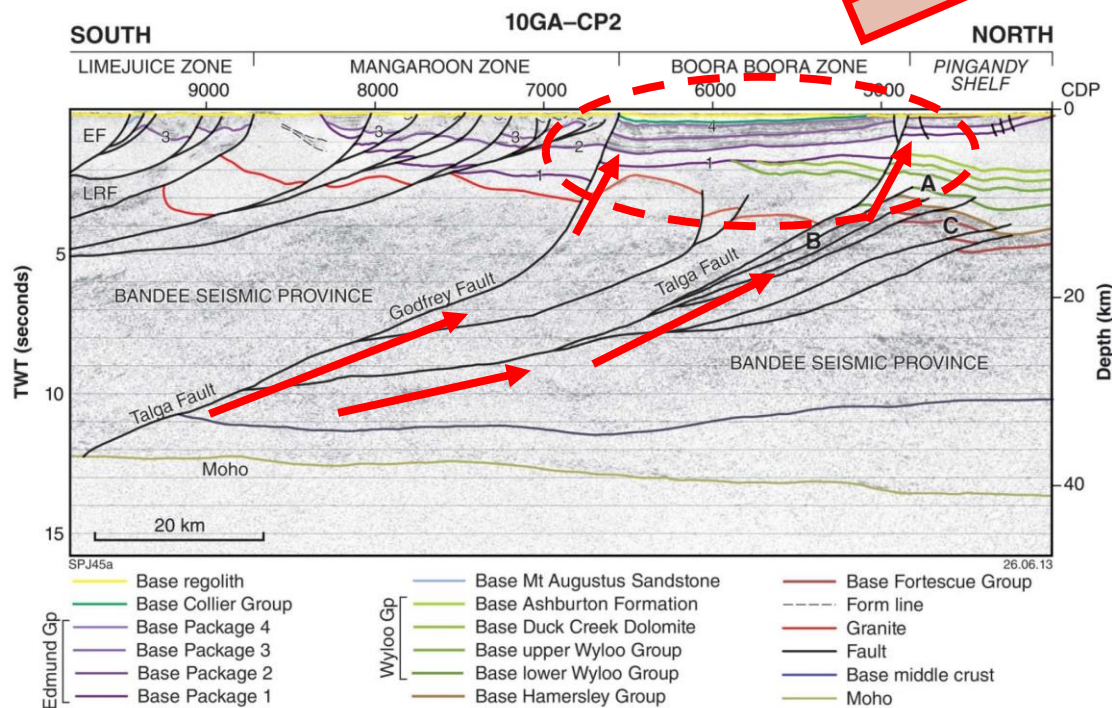 10GA–CP2
SOUTH
NORTH
LIMEJUICE ZONE
MANGAROON ZONE
BOORA BOORA ZONE
PINGANDY
SHELF
CDP
9000
8000
7000
6000
5000
0
EF
LRF
3
3
3
2
1
4
1
A
B
C
5
10
15
20
40
TWT (seconds)
Depth (km)
BANDEE SEISMIC PROVINCE
Godfrey Fault
Talga Fault
BANDEE SEISMIC PROVINCE
Talga Fault
Moho
20 km
SPJ45a
26.06.13
Base regolith
Base Collier Group
Edmund Gp
Base Package 4
Base Package 3
Base Package 2
Base Package 1
Base Mt Augustus Sandstone
Wyloo Gp
Base Ashburton Formation
Base Duck Creek Dolomite
Base upper Wyloo Group
Base lower Wyloo Group
Base Hamersley Group
Base Fortescue Group
Form line
Granite
Fault
Base middle crust
Moho